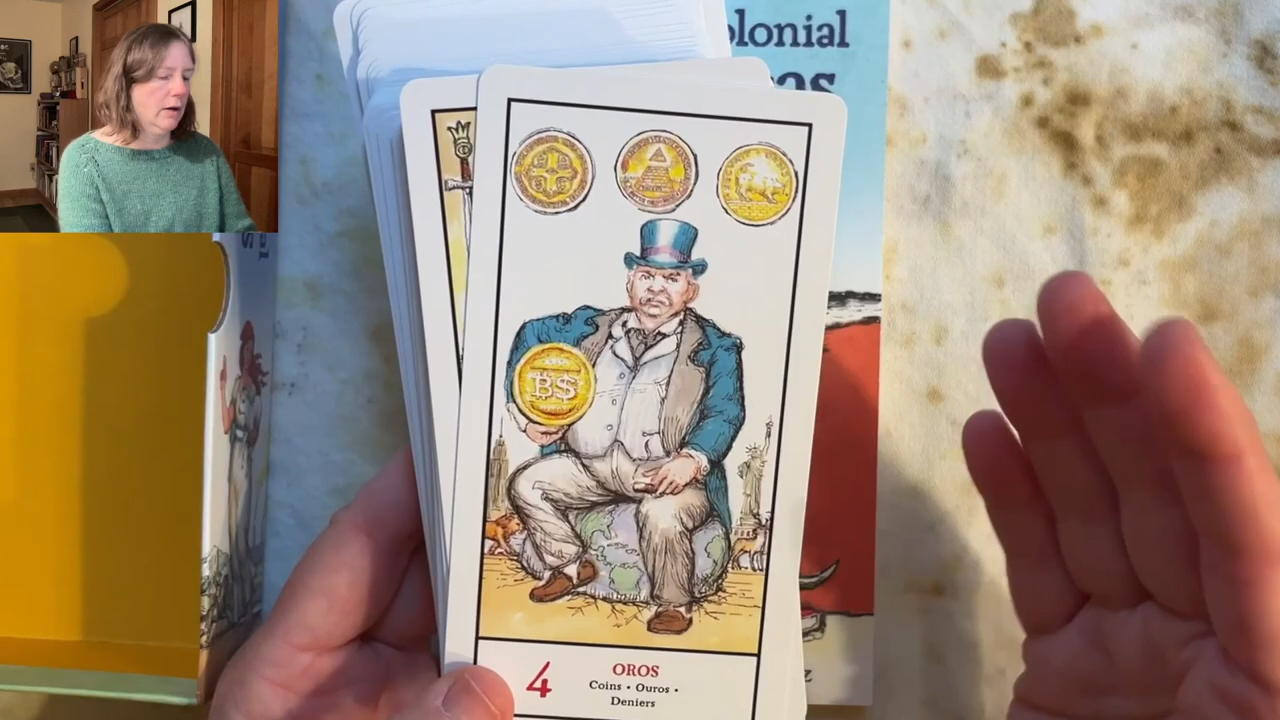 olonial
as
B$
4
OROS
Coins • Ouros •
Deniers